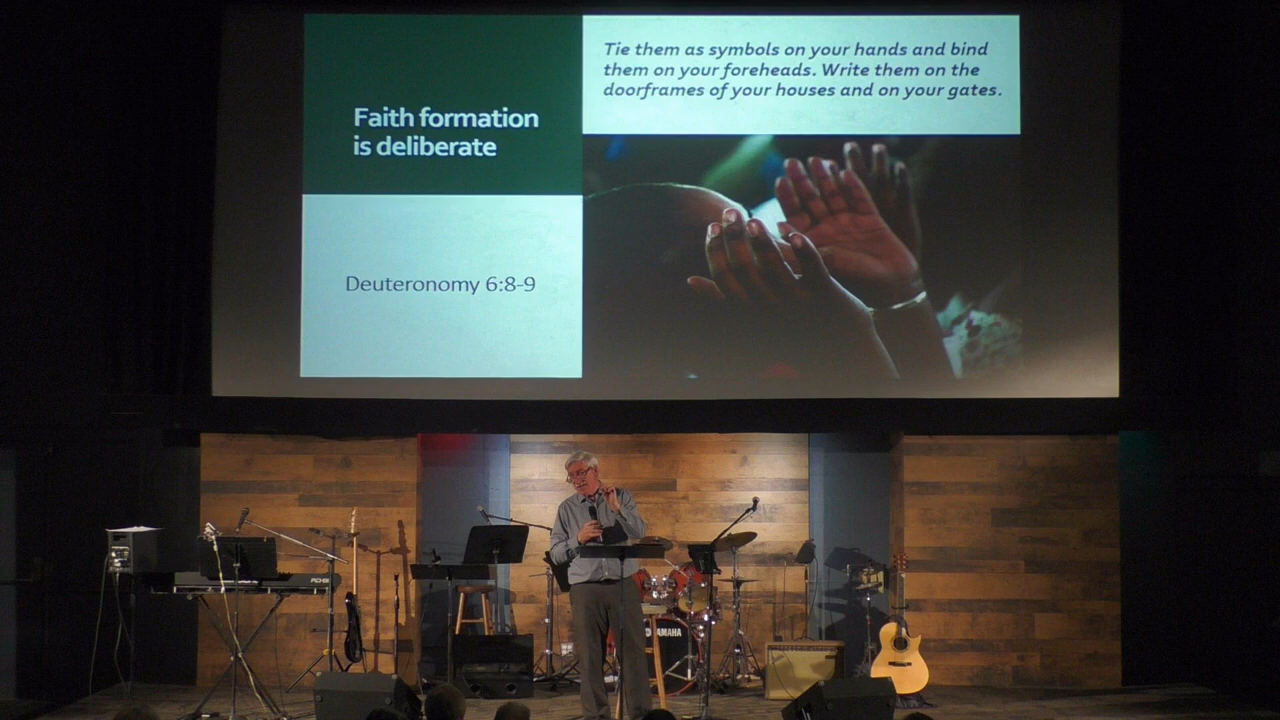 Faith formation
is deliberate
Tie them as symbols on your hands and bind
them on your foreheads. Write them on the
doorframes of your houses and on your gates.
Deuteronomy 6:8-9
YAMAHA